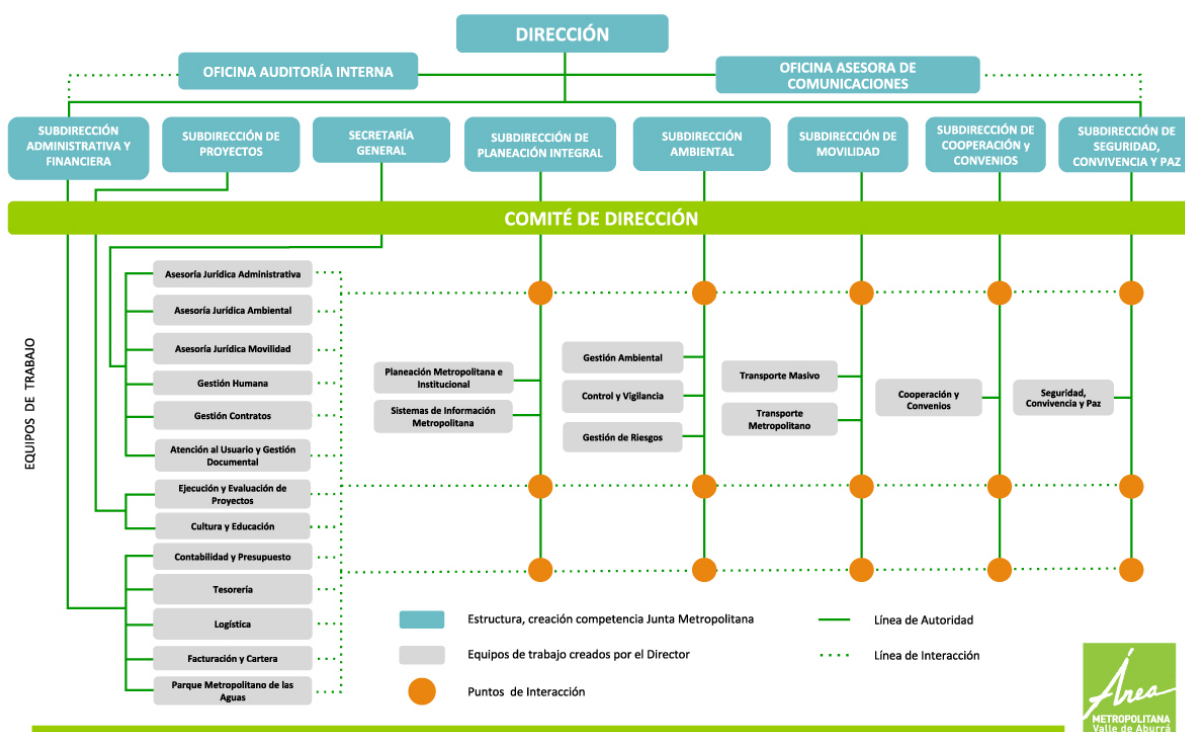 DIRECCIÓN
OFICINA AUDITORÍA INTERNA
OFICINA ASESORA DE
COMUNICACIONES
SUBDIRECCIÓN
ADMINISTRATIVA Y
FINANCIERA
SUBDIRECCIÓN DE
PROYECTOS
SECRETARÍA
GENERAL
SUBDIRECCIÓN DE
PLANEACIÓN INTEGRAL
SUBDIRECCIÓN
AMBIENTAL
SUBDIRECCIÓN DE
MOVILIDAD
SUBDIRECCIÓN DE
COOPERACIÓN y
CONVENIOS
SUBDIRECCIÓN DE
SEGURIDAD,
CONVIVENCIA Y PAZ
COMITÉ DE DIRECCIÓN
EQUIPOS DE TRABAJO
Asesoría Jurídica Administrativa
Asesoría Jurídica Ambiental
Asesoría Jurídica Movilidad
Gestión Humana
Gestión Contratos
Atención al Usuario y Gestión
Documental
Ejecución y Evaluación de
Proyectos
Cultura y Educación
Contabilidad y Presupuesto
Tesorería
Logística
Facturación y Cartera
Parque Metropolitano de las
Aguas
Planeación Metropolitana e
Institucional
Sistemas de Información
Metropolitana
Gestión Ambiental
Control y Vigilancia
Gestión de Riesgos
Transporte Masivo
Transporte
Metropolitano
Cooperación y
Convenios
Seguridad,
Convivencia y Paz
Estructura, creación competencia Junta Metropolitana
Equipos de trabajo creados por el Director
Puntos de Interacción
Línea de Autoridad
Línea de Interacción
Área
METROPOLITANA
Valle de Aburrá